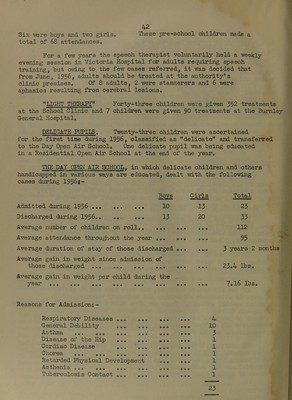 42
Six were boys and two girls. These pre-school children made a
total of 68 attendances.
For a few years the speech therapist voluntarily held a weekly
evening session in Victoria Hospital for adults requiring speech
training, but owing to the few cases referred, it was decided that
from June, 1956, adults should be treated at the authority's
clinic premises. Of 8 adults, 2 were stammerers and 6 were
aphasics resulting from cerebral lesions.
"LIGHT THERAPY" Forty-three children were given 352 treatments
at the School Clinic and 7 children were given 90 treatments at the Burnley
General Hospital.
DELICATE PUPILS. Twenty-three children were ascertained
for the first time during 1956, classified as "delicate" and transferred
to the Day Open Air School. One delicate pupil was being educated
in a Residential Open Air School at the end of the year.
THE DAY OPEN AIR SCHOOL, in which delicate children and others
handicapped in various ways are educated, dealt with the following
cases during 1956:-
Boys Girls Total
Admitted during 1956 ... ... ... 10 13 23
Discharged during 1956... ... ... 13 20 33
Average number of children on roll.. ... ... ... 112
Average attendance throughout the year ... ... ... 95
Average duration of stay of those discharged ... ... 3 years 2 months
Average gain in weight since admission of
those discharged ... ... ... ... ... 23.4 lbs.
Average gain in weight per child during the
year ... ... ... ... ... ... ... 7.16 lbs.
Reasons for Admission:-
Respiratory Diseases ... ... ... ... 4
General Debility ... ... ... ... 10
Asthma ... ... ... ... ... ... 3
Disease of the Hip ... ... ... ... 1
Cardiac Disease ... ... ... ... 1
Chorea ... ... ... ... ... ... 1
Retarded Physical Development ... ... 1
Asthenic ... ... ... ... ... ... 1
Tuberculosis Contact ... ... ... ... 1
23